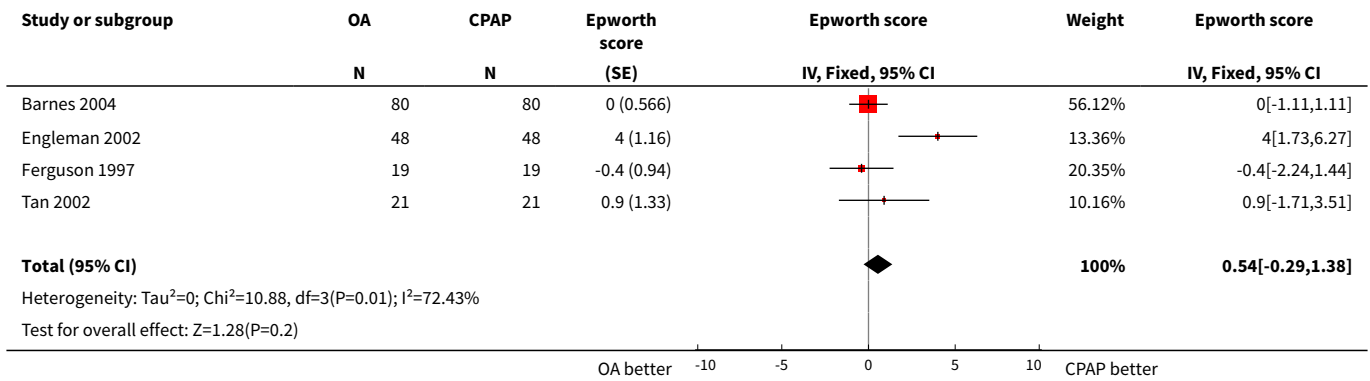 Study or subgroup OA CPAP Epworth score Epworth score Weight Epworth score
N N (SE) IV, Fixed, 95% CI IV, Fixed, 95% CI
Barnes 2004 80 80 0 (0.566) 56.12% 0[-1.11,1.11]
Engleman 2002 48 48 4 (1.16) 13.36% 4[1.73,6.27]
Ferguson 1997 19 19 -0.4 (0.94) 20.35% -0.4[-2.24,1.44]
Tan 2002 21 21 0.9 (1.33) 10.16% 0.9[-1.71,3.51]
Total (95% CI) 100% 0.54[-0.29,1.38]
Heterogeneity: Tau²=0; Chi²=10.88, df=3(P=0.01); I²=72.43%
Test for overall effect: Z=1.28(P=0.2)
OA better -10 -5 0 5 10 CPAP better